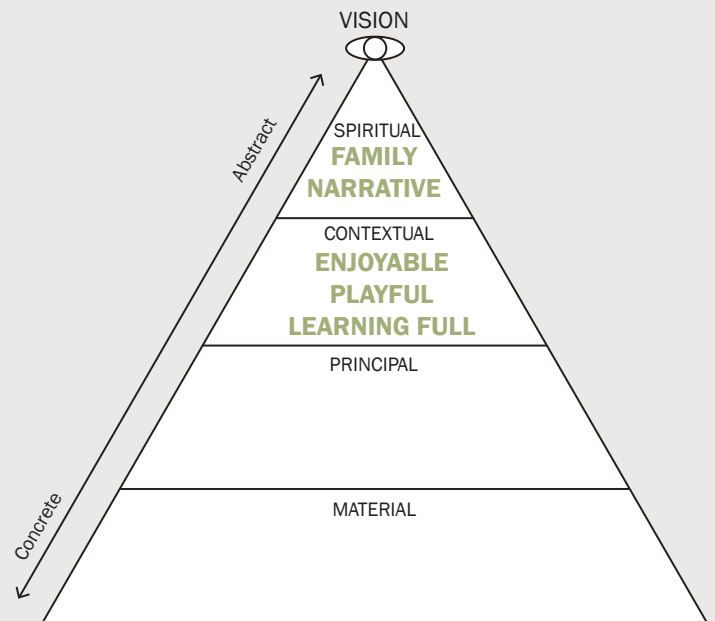 VISION
Abstract
SPIRITUAL
FAMILY
NARRATIVE
CONTEXTUAL
ENJOYABLE
PLAYFUL
LEARNING FULL
PRINCIPAL
Concrete
MATERIAL